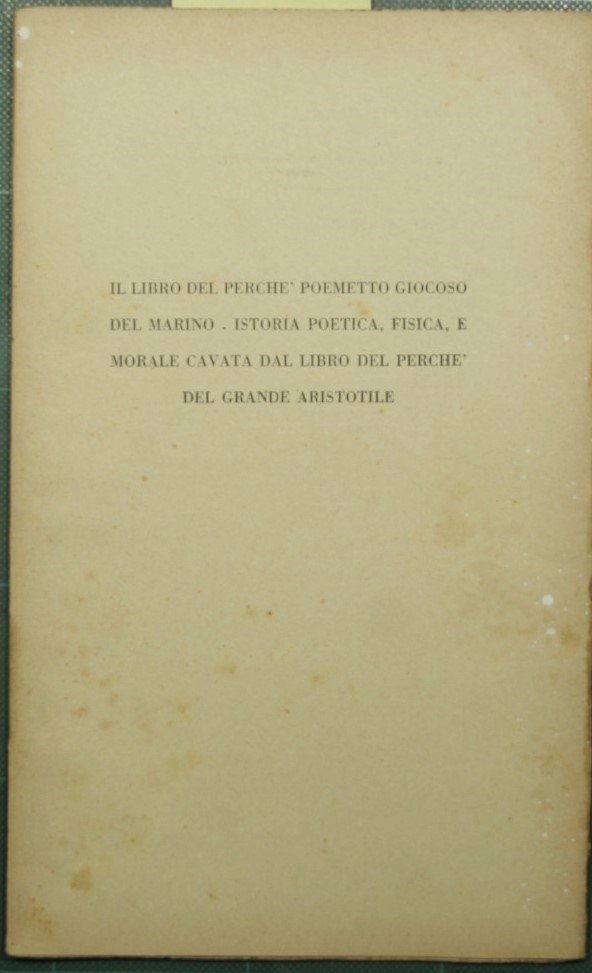 IL LIBRO DEL PERCHE' POEMETTO GIOCOSO
DEL MARINO . ISTORIA POETICA, FISICA, E
MORALE CAVATA DAL LIBRO DEL PERCHE'
DEL GRANDE ARISTOTILE